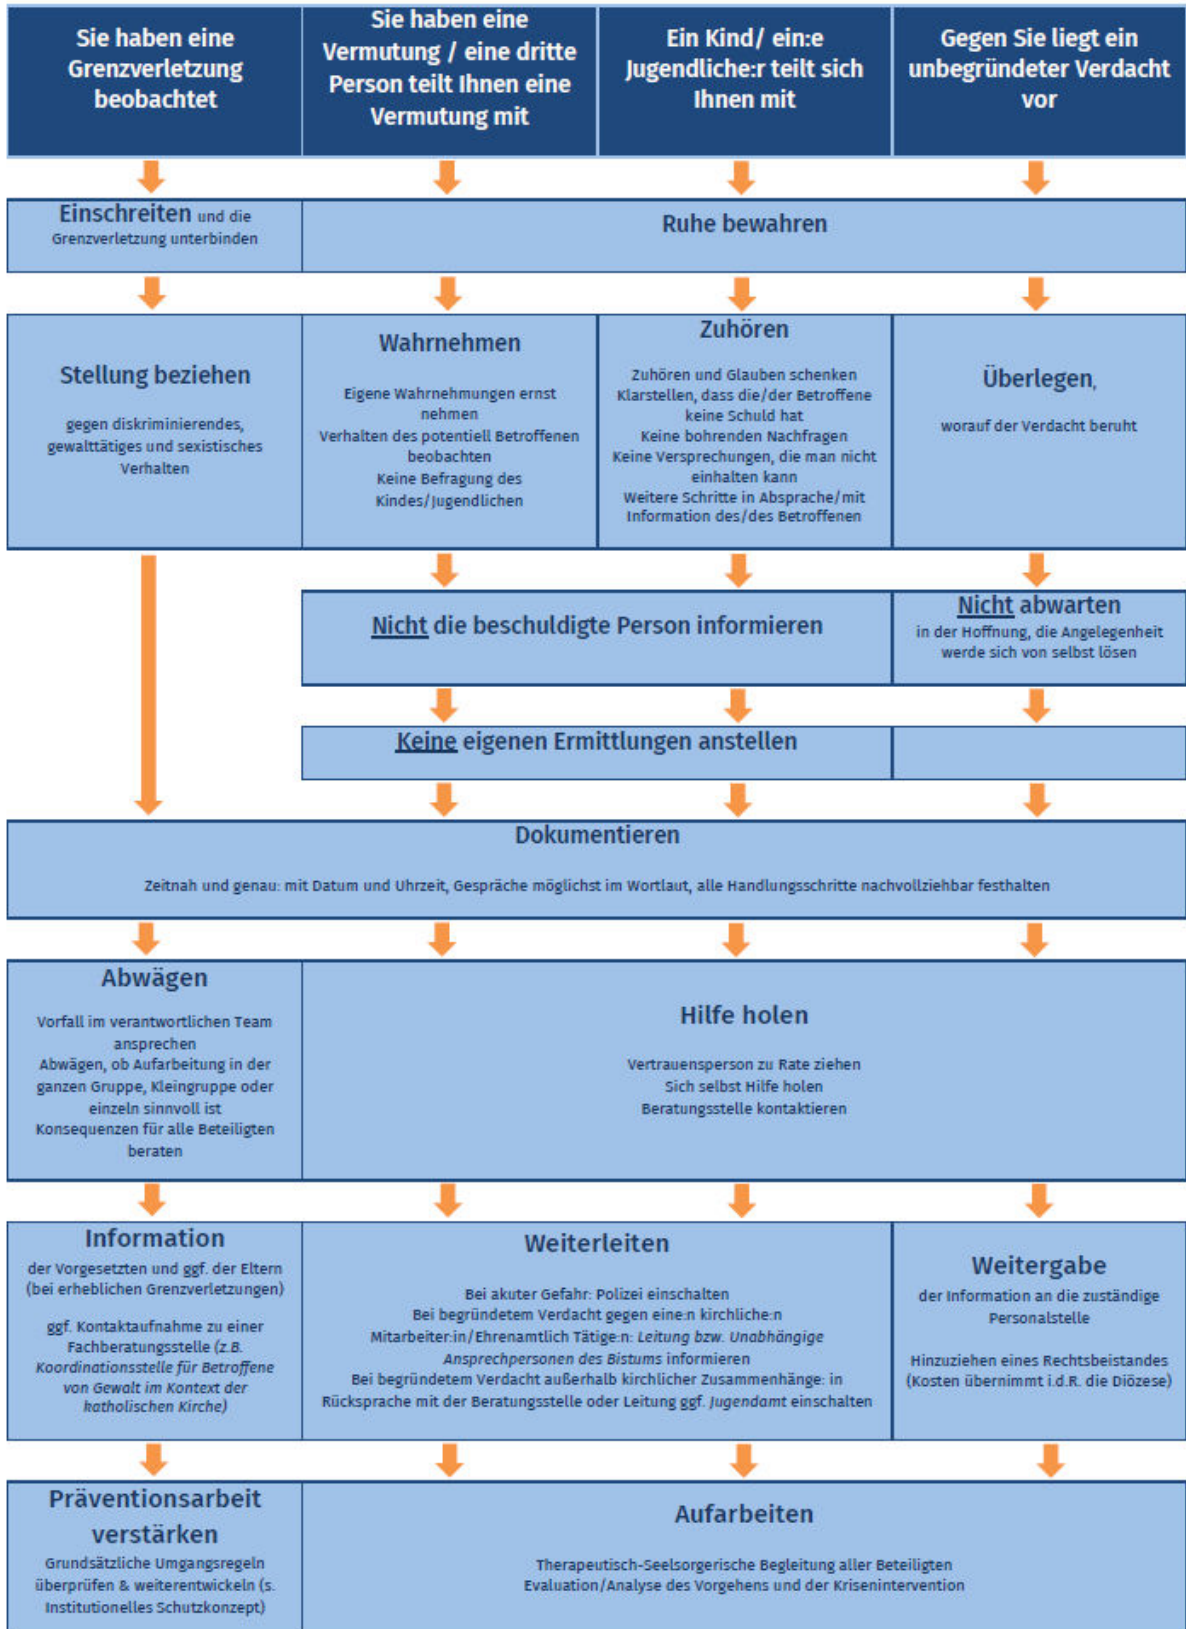 Sie haben eine
Grenzverletzung
beobachtet
Sie haben eine
Vermutung / eine dritte
Person teilt Ihnen eine
Vermutung mit
Ein Kind/ ein:e
Jugendliche:r teilt sich
Ihnen mit
Gegen Sie liegt ein
unbegründeter Verdacht
vor
Einschreiten und die
Grenzverletzung unterbinden
Ruhe bewahren
Stellung beziehen
gegen diskriminierendes,
gewalttätiges und sexistisches
Verhalten
Wahrnehmen
Eigene Wahrnehmungen ernst
nehmen
Verhalten des potentiell Betroffenen
beobachten
Keine Befragung des
Kindes/Jugendlichen
Zuhören
Zuhören und Glauben schenken
Klarstellen, dass die/der Betroffene
keine Schuld hat
Keine bohrenden Nachfragen
Keine Versprechungen, die man nicht
einhalten kann
Weitere Schritte in Absprache/mit
Information des/des Betroffenen
Überlegen,
worauf der Verdacht beruht
Nicht die beschuldigte Person informieren
Nicht abwarten
in der Hoffnung, die Angelegenheit
werde sich von selbst lösen
Keine eigenen Ermittlungen anstellen
Dokumentieren
Zeitnah und genau: mit Datum und Uhrzeit, Gespräche möglichst im Wortlaut, alle Handlungsschritte nachvollziehbar festhalten
Abwägen
Vorfall im verantwortlichen Team
ansprechen
Abwägen, ob Aufarbeitung in der
ganzen Gruppe, Kleingruppe oder
einzeln sinnvoll ist
Konsequenzen für alle Beteiligten
beraten
Hilfe holen
Vertrauensperson zu Rate ziehen
Sich selbst Hilfe holen
Beratungsstelle kontaktieren
Information
der Vorgesetzten und ggf. der Eltern
(bei erheblichen Grenzverletzungen)
ggf. Kontaktaufnahme zu einer
Fachberatungsstelle (z.B.
Koordinationsstelle für Betroffene
von Gewalt im Kontext der
katholischen Kirche)
Weiterleiten
Bei akuter Gefahr: Polizei einschalten
Bei begründetem Verdacht gegen eine:n kirchliche:n
Mitarbeiter:in/Ehrenamtlich Tätige:n: Leitung bzw. Unabhängige
Ansprechpersonen des Bistums informieren
Bei begründetem Verdacht außerhalb kirchlicher Zusammenhänge: in
Rücksprache mit der Beratungsstelle oder Leitung ggf. Jugendamt einschalten
Weitergabe
der Information an die zuständige
Personalstelle
Hinzuziehen eines Rechtsbeistandes
(Kosten übernimmt i.d.R. die Diözese)
Präventionsarbeit
verstärken
Grundsätzliche Umgangsregeln
überprüfen & weiterentwickeln (s.
Institutionelles Schutzkonzept)
Aufarbeiten
Therapeutisch-Seelsorgerische Begleitung aller Beteiligten
Evaluation/Analyse des Vorgehens und der Krisenintervention